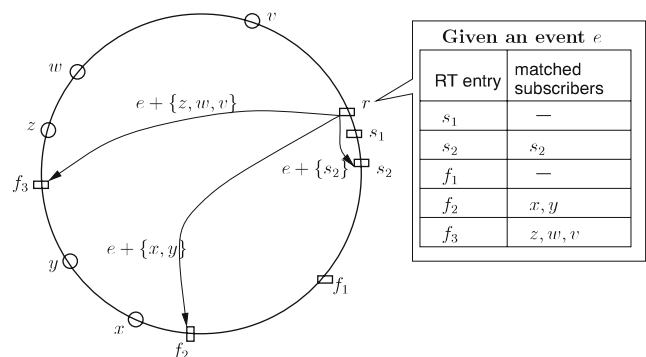 v
w
z
e + {z, w, v}
r
s₁
s₂
e + {s₂}
f₃
e + {x, y}
y
x
f₁
f₂
Given an event e
RT entry matched subscribers
s₁ —
s₂ s₂
f₁ —
f₂ x, y
f₃ z, w, v